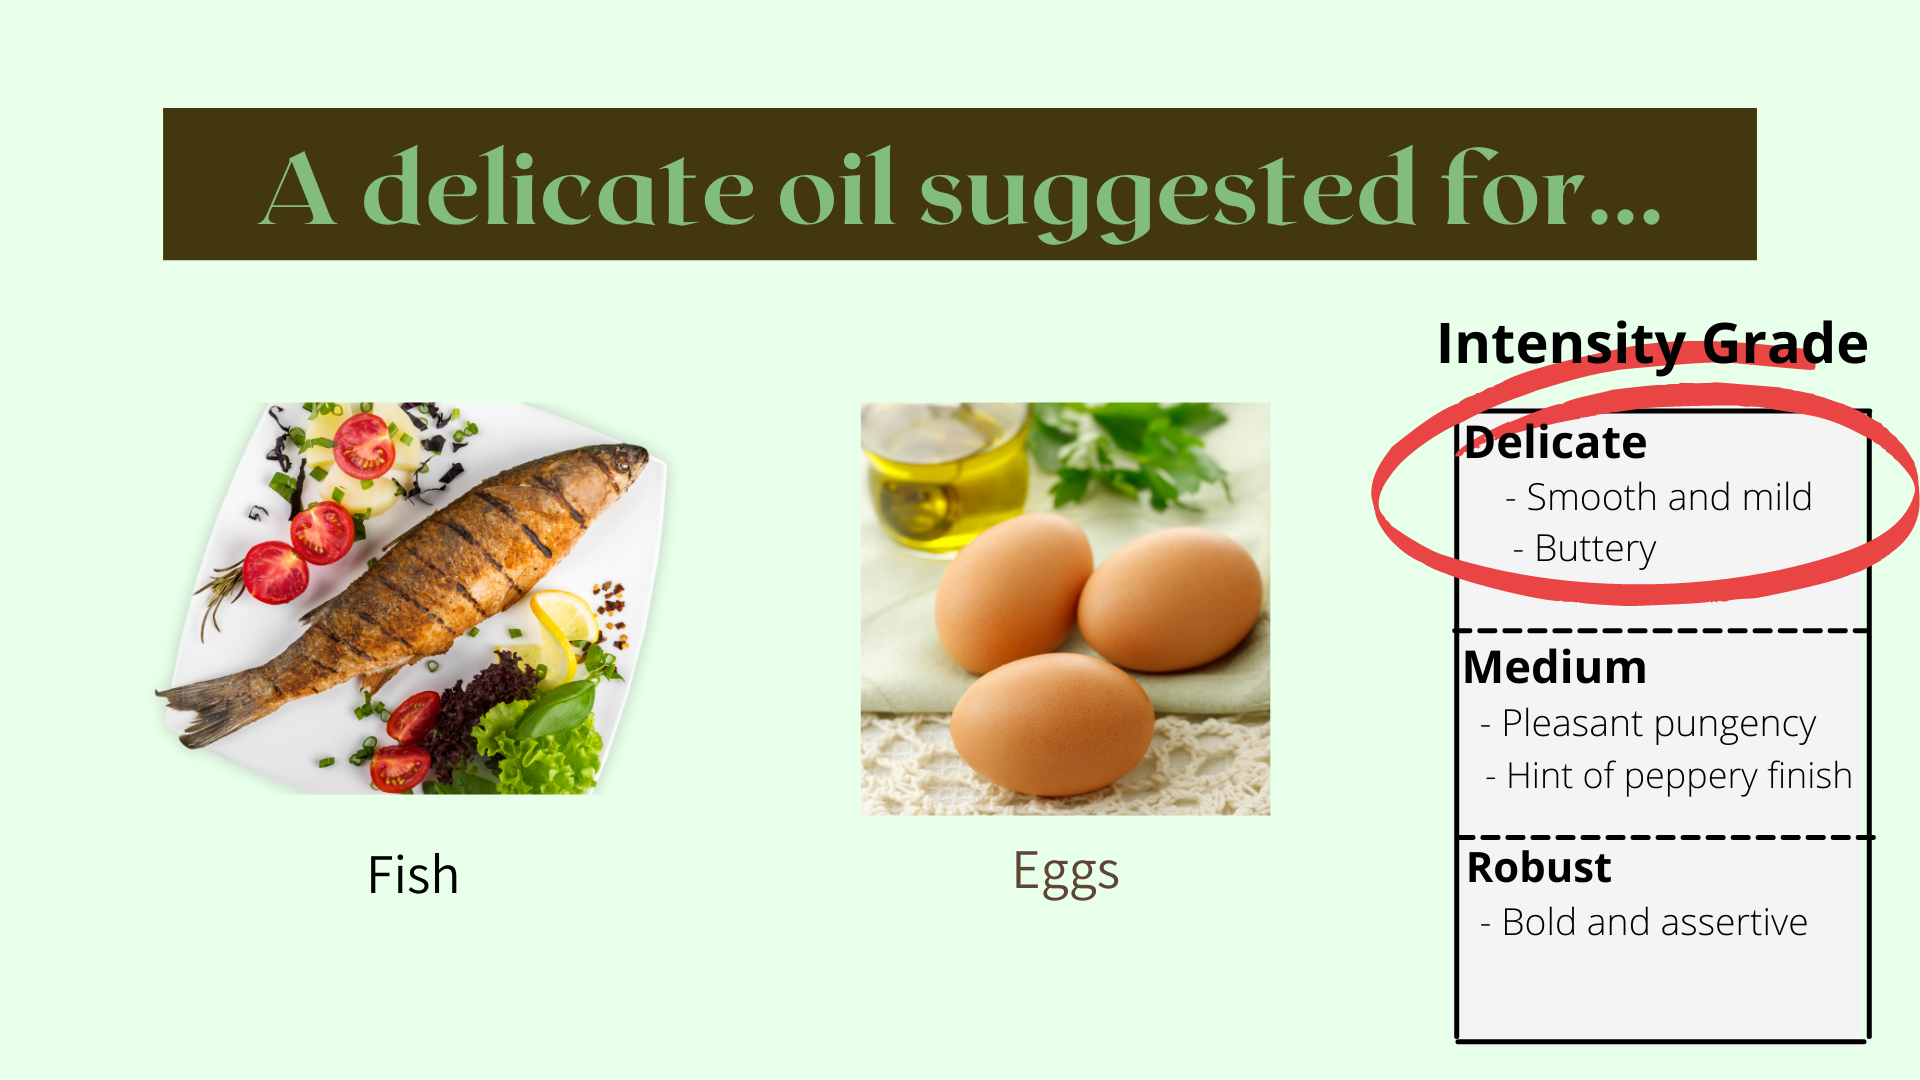 A delicate oil suggested for...
Intensity Grade
Delicate
- Smooth and mild
- Buttery
Medium
- Pleasant pungency
- Hint of peppery finish
Robust
- Bold and assertive
Fish
Eggs